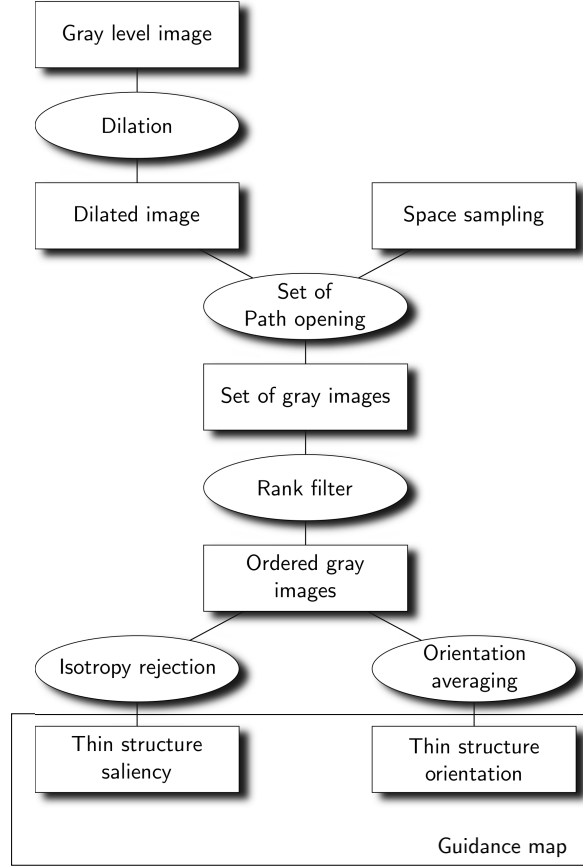 Gray level image
Dilation
Dilated image
Space sampling
Set of
Path opening
Set of gray images
Rank filter
Ordered gray
images
Isotropy rejection
Orientation
averaging
Thin structure
saliency
Thin structure
orientation
Guidance map